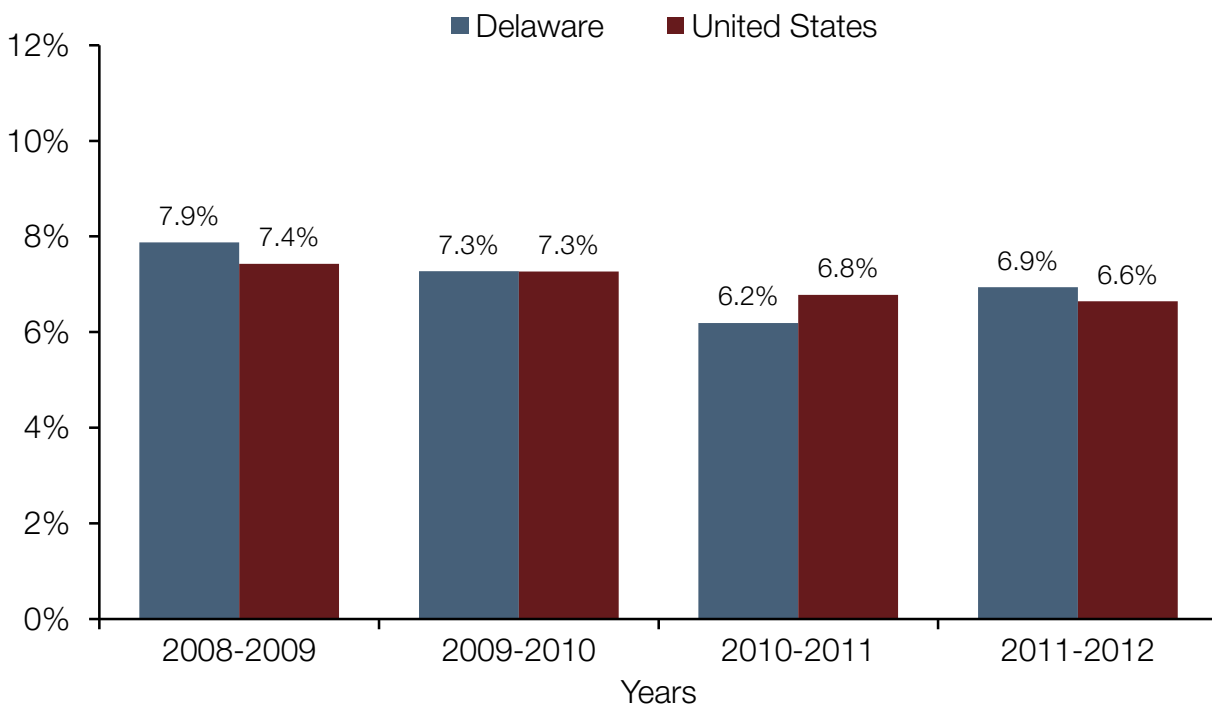 Delaware United States
12%
10%
8%
6%
4%
2%
0%
7.9% 7.4% 7.3% 7.3% 6.2% 6.8% 6.9% 6.6%
2008-2009 2009-2010 2010-2011 2011-2012
Years